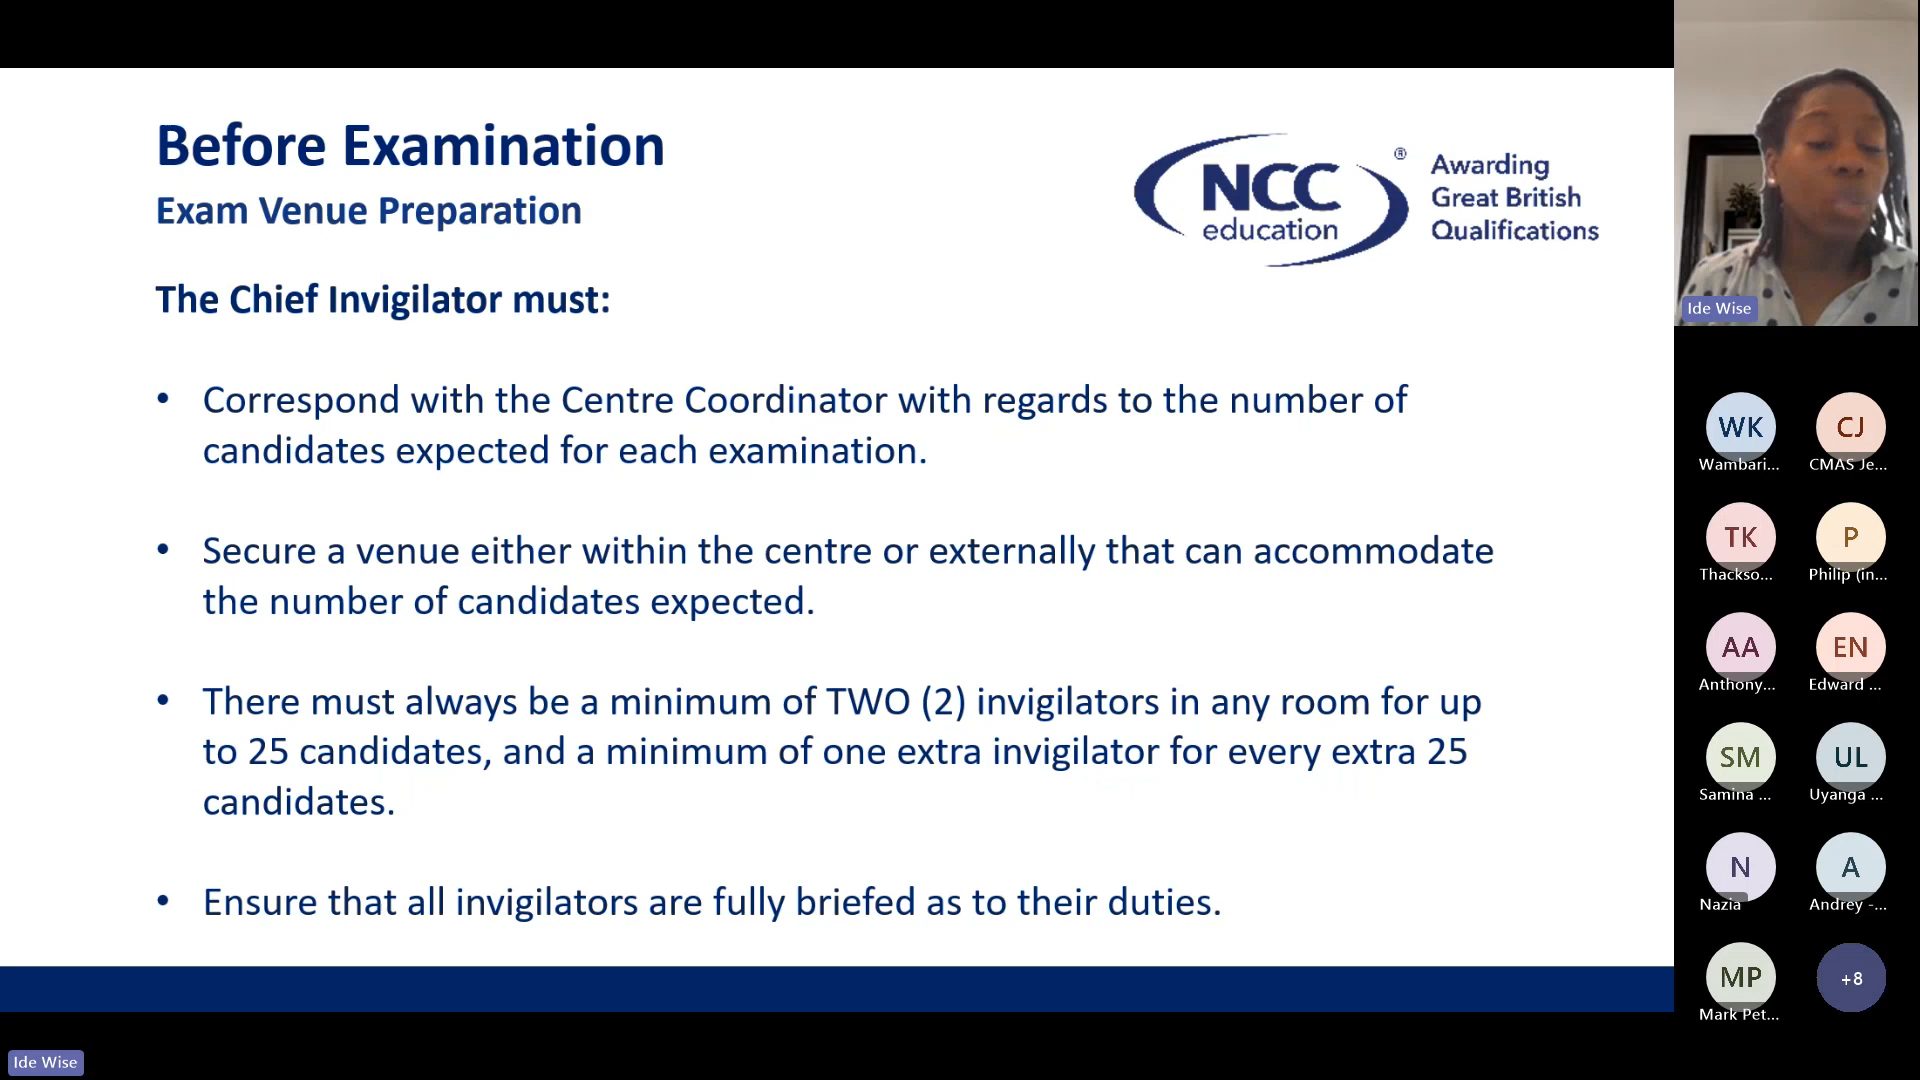 Before Examination
Exam Venue Preparation
NCC
education
®
Awarding
Great British
Qualifications
The Chief Invigilator must:
• Correspond with the Centre Coordinator with regards to the number of
candidates expected for each examination.
• Secure a venue either within the centre or externally that can accommodate
the number of candidates expected.
• There must always be a minimum of TWO (2) invigilators in any room for up
to 25 candidates, and a minimum of one extra invigilator for every extra 25
candidates.
• Ensure that all invigilators are fully briefed as to their duties.
Ide Wise
WK
Wambari...
CJ
CMAS Je...
TK
Thackso...
P
Philip (in...
AA
Anthony...
EN
Edward ...
SM
Samina ...
UL
Uyanga ...
N
Nazia
A
Andrey -...
MP
Mark Pet...
+8
Ide Wise